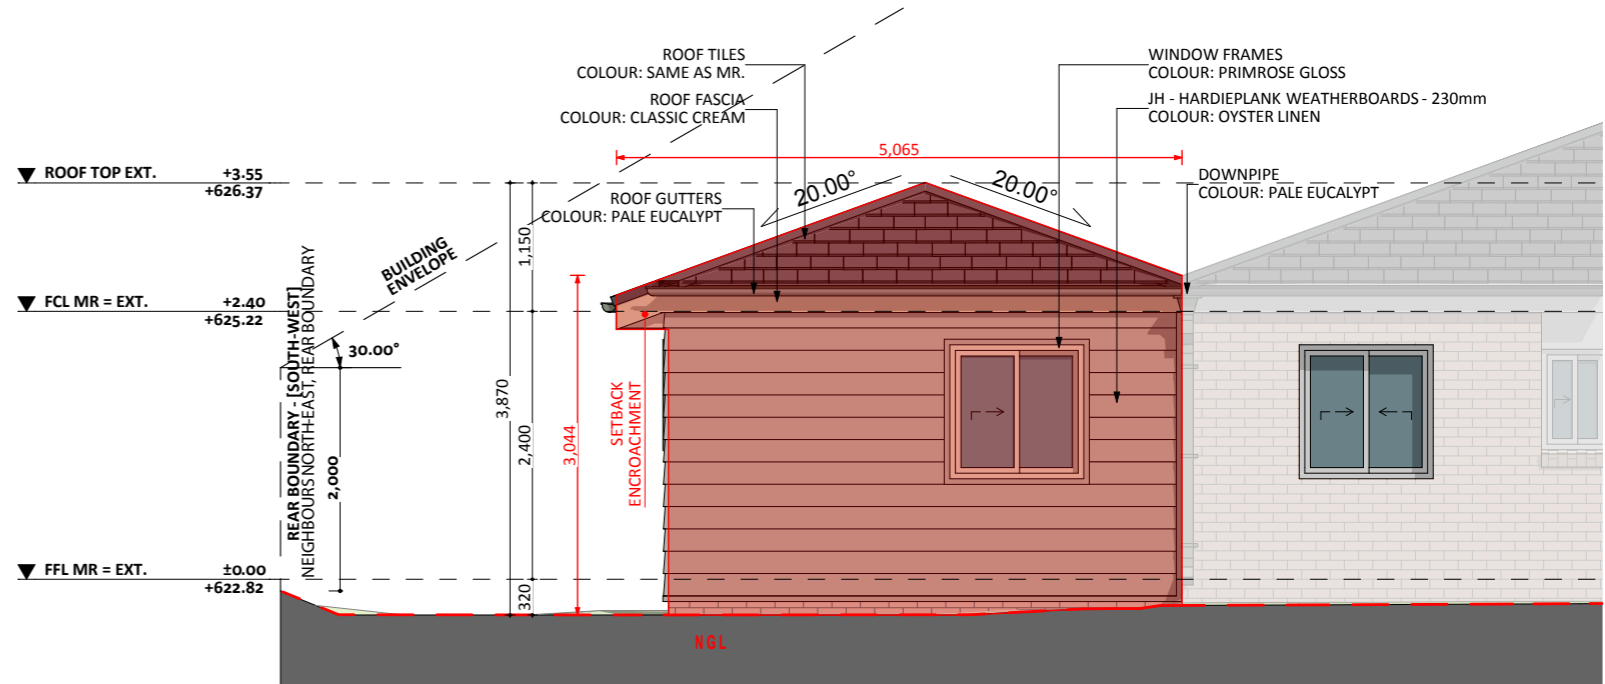 ROOF TILES
COLOUR: SAME AS MR.
ROOF FASCIA
COLOUR: CLASSIC CREAM
WINDOW FRAMES
COLOUR: PRIMROSE GLOSS
JH - HARDIEPLANK WEATHERBOARDS - 230mm
COLOUR: OYSTER LINEN
5,065
ROOF TOP EXT. +3.55
+626.37
20.00°
20.00°
DOWNPIPE
COLOUR: PALE EUCALYPT
ROOF GUTTERS
COLOUR: PALE EUCALYPT
BUILDING
ENVELOPE
1,150
FCL MR = EXT. +2.40
+625.22
30.00°
REAR BOUNDARY - [SOUTH-WEST]
NEIGHBOURS NORTH-EAST, REAR BOUNDARY
2,000
3,870
2,400
3,044
SETBACK
ENCROACHMENT
FFL MR = EXT. ±0.00
+622.82
320
NGL